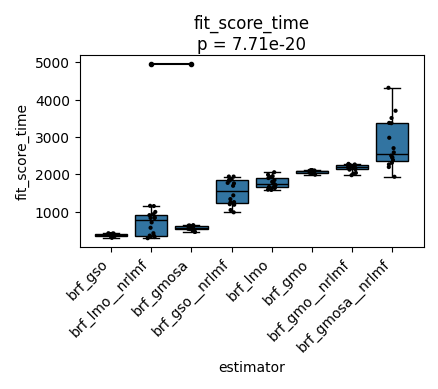 fit_score_time
p = 7.71e-20
fit_score_time
5000
4000
3000
2000
1000
brf_gso
brf_lmo__nrlmf
brf_gmosa
brf_gso__nrlmf
brf_lmo
brf_gmo
brf_gmo__nrlmf
brf_gmosa__nrlmf
estimator